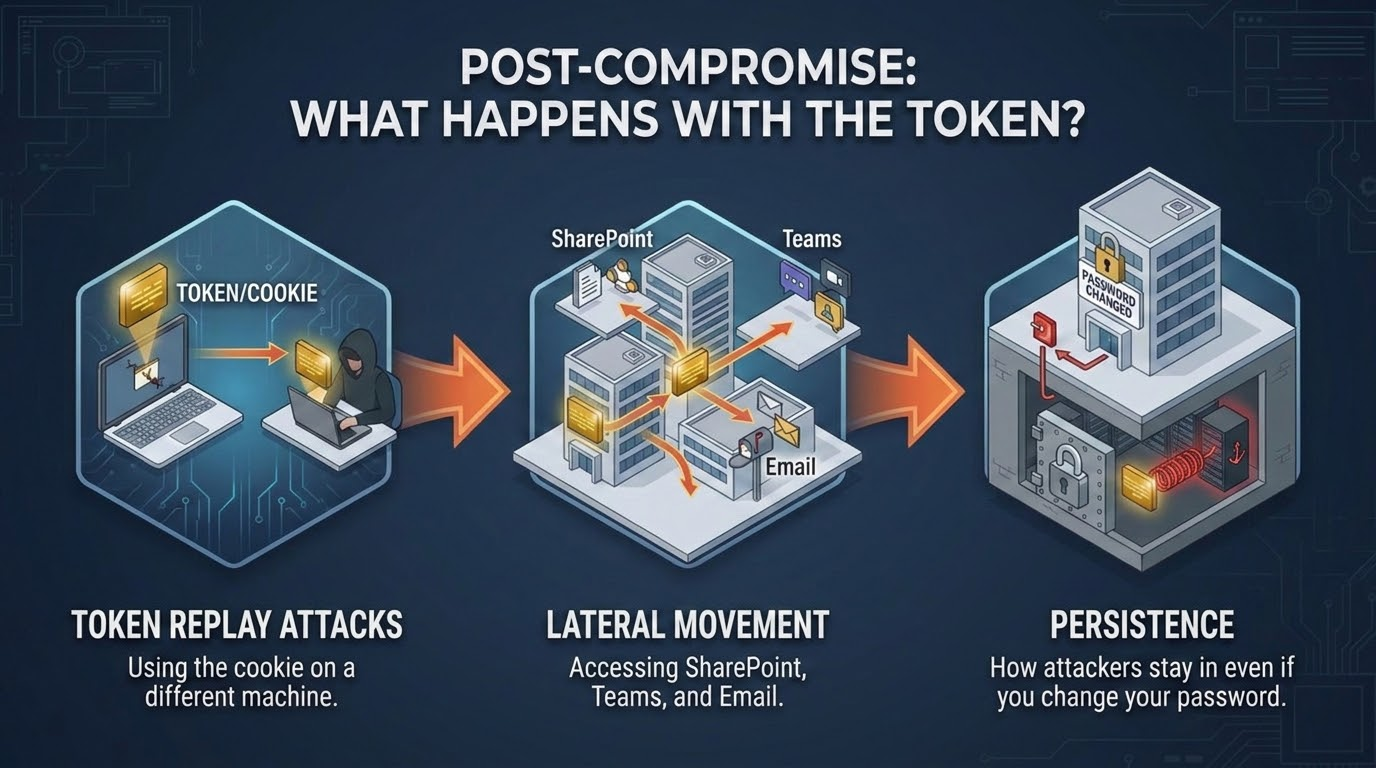 POST-COMPROMISE:
WHAT HAPPENS WITH THE TOKEN?
TOKEN/COOKIE
SharePoint
Teams
Email
PASSWORD
CHANGED
TOKEN REPLAY ATTACKS
Using the cookie on a
different machine.
LATERAL MOVEMENT
Accessing SharePoint,
Teams, and Email.
PERSISTENCE
How attackers stay in even if
you change your password.